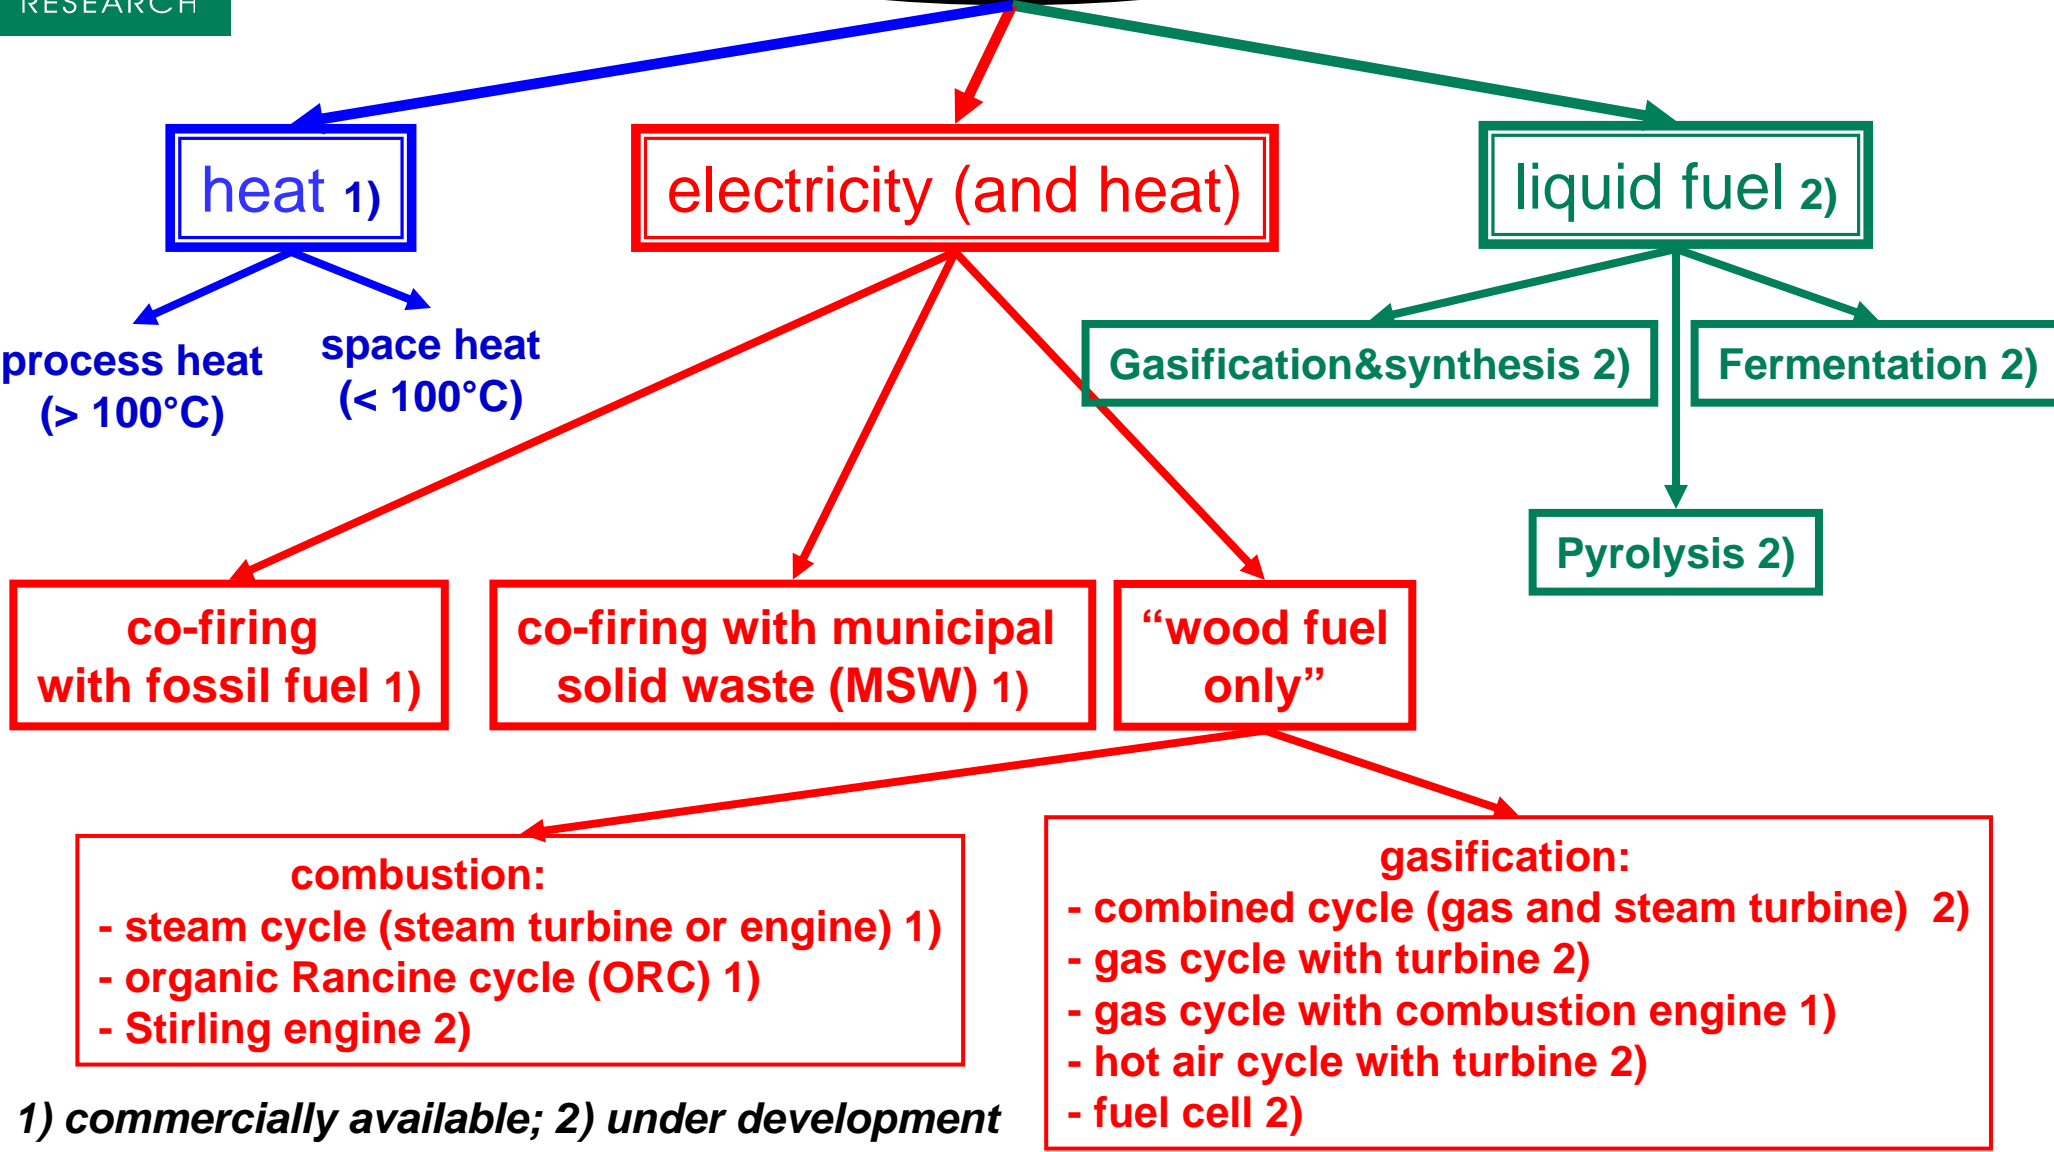 RESEARCH
heat 1)
electricity (and heat)
liquid fuel 2)
process heat
(> 100°C)
space heat
(< 100°C)
Gasification&synthesis 2)
Fermentation 2)
Pyrolysis 2)
co-firing
with fossil fuel 1)
co-firing with municipal
solid waste (MSW) 1)
“wood fuel
only”
combustion:
- steam cycle (steam turbine or engine) 1)
- organic Rancine cycle (ORC) 1)
- Stirling engine 2)
gasification:
- combined cycle (gas and steam turbine)  2)
- gas cycle with turbine 2)
- gas cycle with combustion engine 1)
- hot air cycle with turbine 2)
- fuel cell 2)
1) commercially available; 2) under development